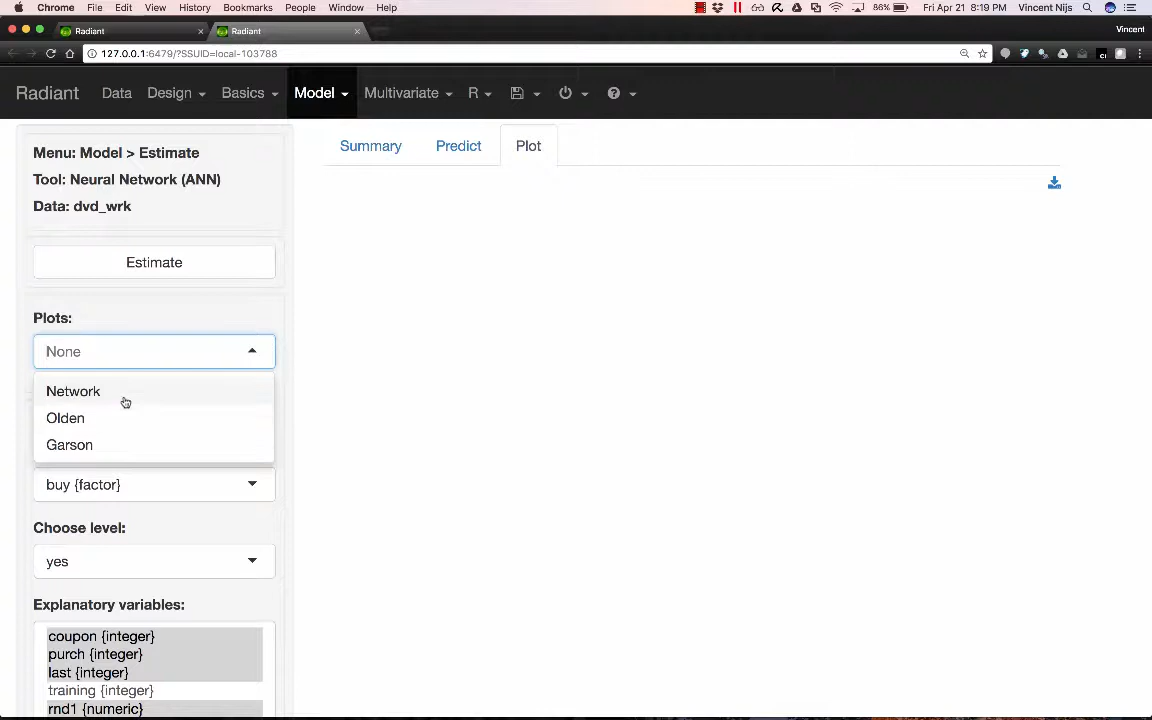 Chrome File Edit View History Bookmarks People Window Help 86% Fri Apr 21 8:19 PM Vincent Nijs
Radiant Radiant Vincent
127.0.0.1:6479/?SSUID=local-103788
Radiant Data Design Basics Model Multivariate R
Menu: Model > Estimate
Tool: Neural Network (ANN)
Data: dvd_wrk
Estimate
Plots:
None
Network
Olden
Garson
buy {factor}
Choose level:
yes
Explanatory variables:
coupon {integer}
purch {integer}
last {integer}
training {integer}
rnd1 {numeric}
Summary Predict Plot